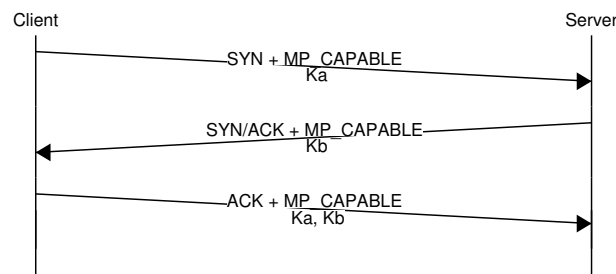 Client
Server
SYN + MP_CAPABLE
Ka
SYN/ACK + MP_CAPABLE
Kb
ACK + MP_CAPABLE
Ka, Kb